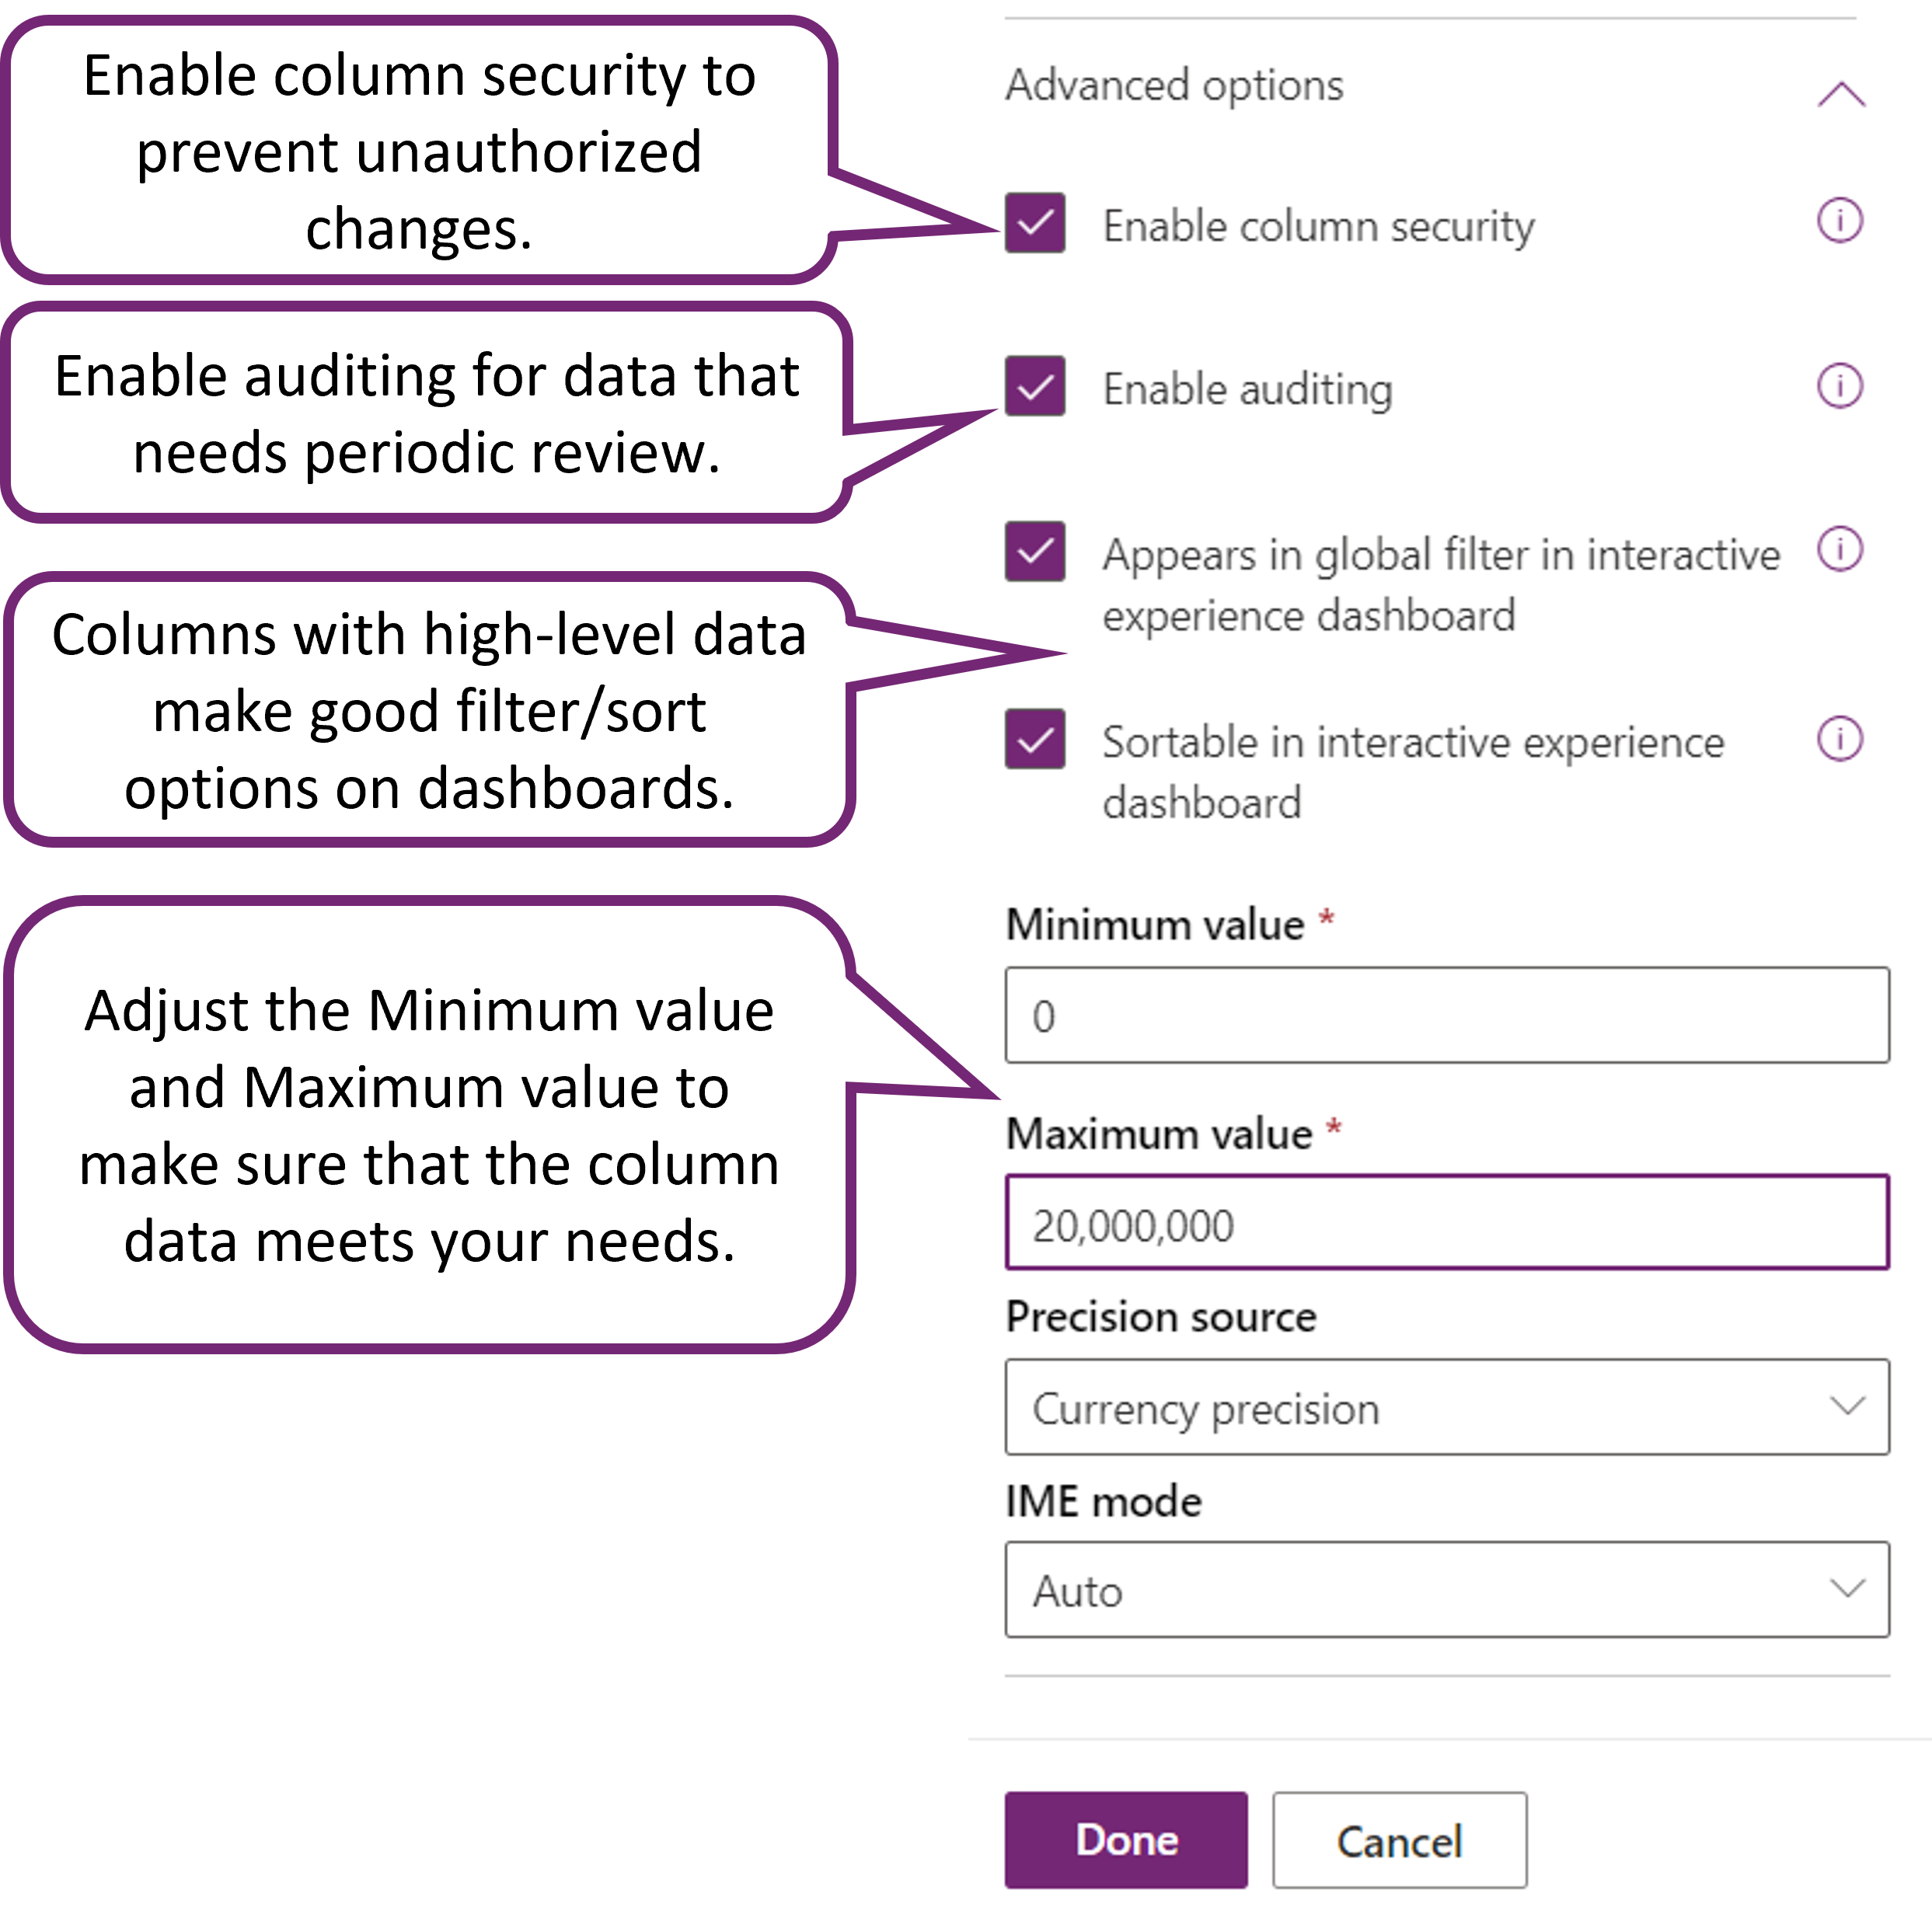 Enable column security to
prevent unauthorized
changes.
Enable auditing for data that
needs periodic review.
Columns with high-level data
make good filter/sort
options on dashboards.
Adjust the Minimum value
and Maximum value to
make sure that the column
data meets your needs.
Advanced options
Enable column security
Enable auditing
Appears in global filter in interactive
experience dashboard
Sortable in interactive experience
dashboard
Minimum value *
0
Maximum value *
20,000,000
Precision source
Currency precision
IME mode
Auto
Done
Cancel